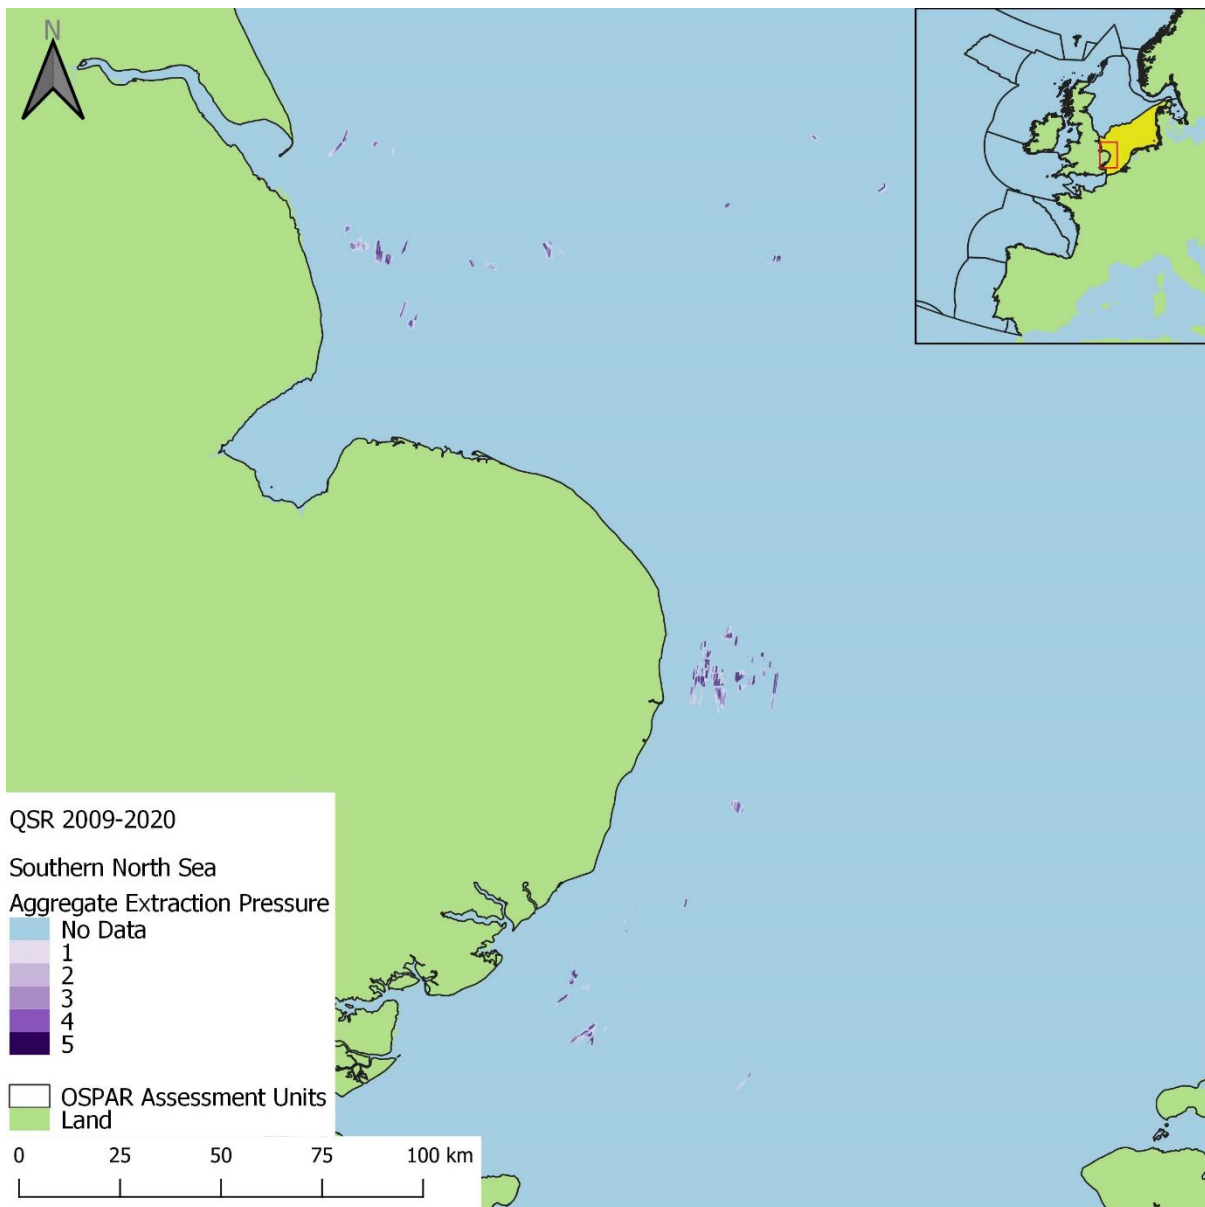 N
QSR 2009-2020
Southern North Sea
Aggregate Extraction Pressure
No Data
1
2
3
4
5
OSPAR Assessment Units
Land
0 25 50 75 100 km